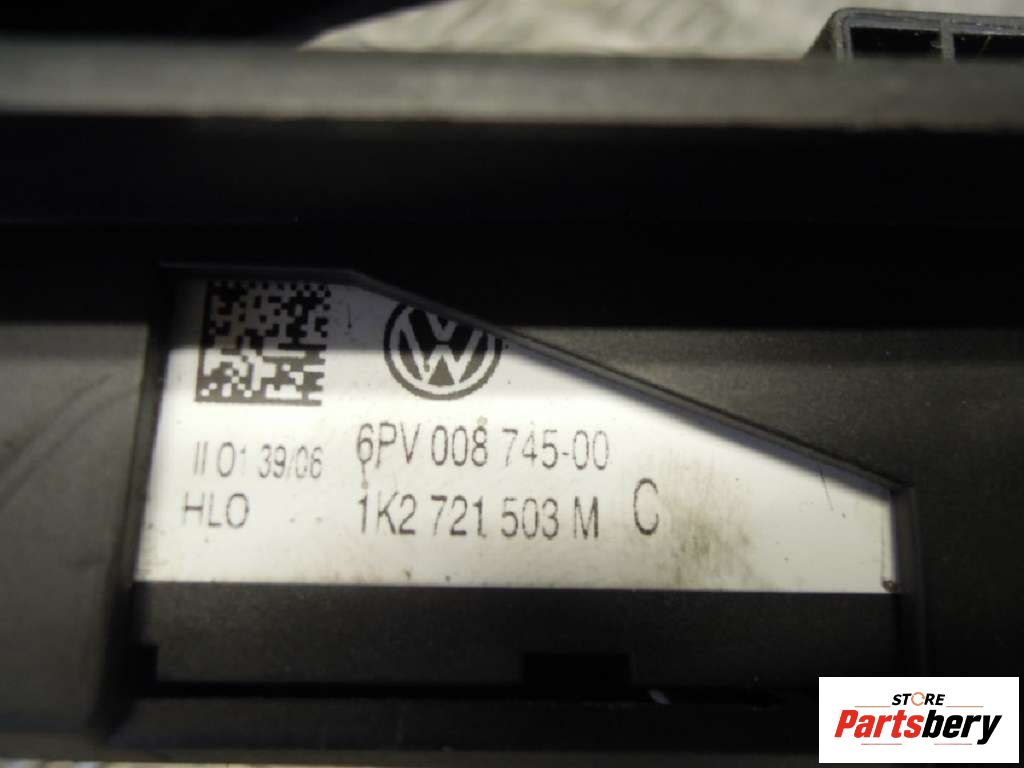 6PV 008 745-00
II 01 39/06
HLO
1K2 721 503 M C
STORE
Partsbery